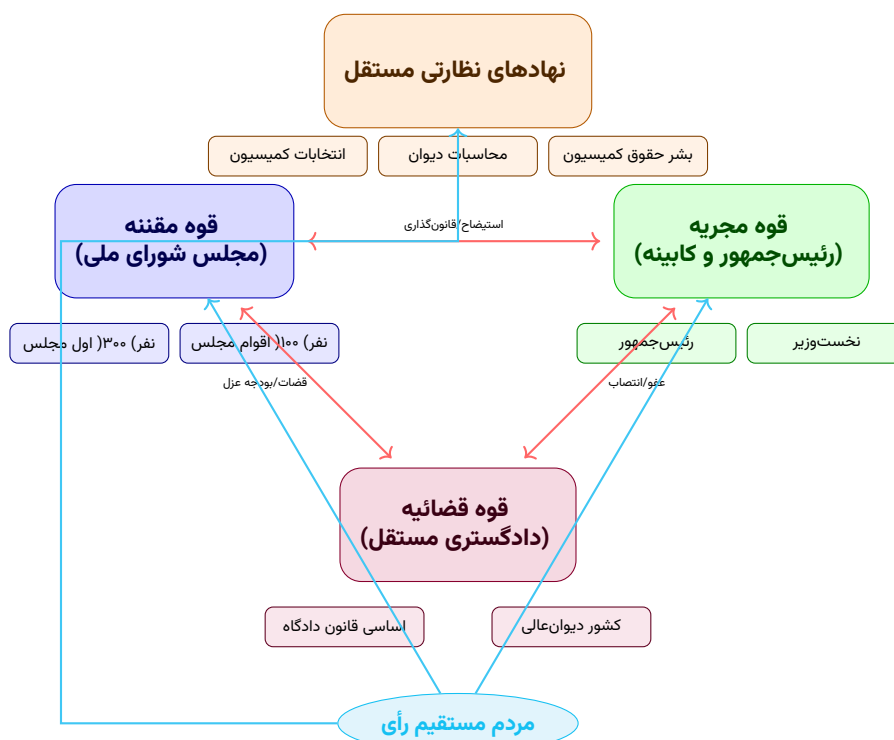 نهادهای نظارتی مستقل
بشر حقوق کمیسیون
محاسبات دیوان
انتخابات کمیسیون
قوه مجریه
(رئیس‌جمهور و کابینه)
استیضاح/قانون‌گذاری
قوه مقننه
(مجلس شورای ملی)
نخست‌وزیر
رئیس‌جمهور
نفر) ۱۰۰( اقوام مجلس
نفر) ۳۰۰( اول مجلس
عفو/انتصاب
قضات/بودجه عزل
قوه قضائیه
(دادگستری مستقل)
کشور دیوان‌عالی
اساسی قانون دادگاه
مردم مستقیم رأی